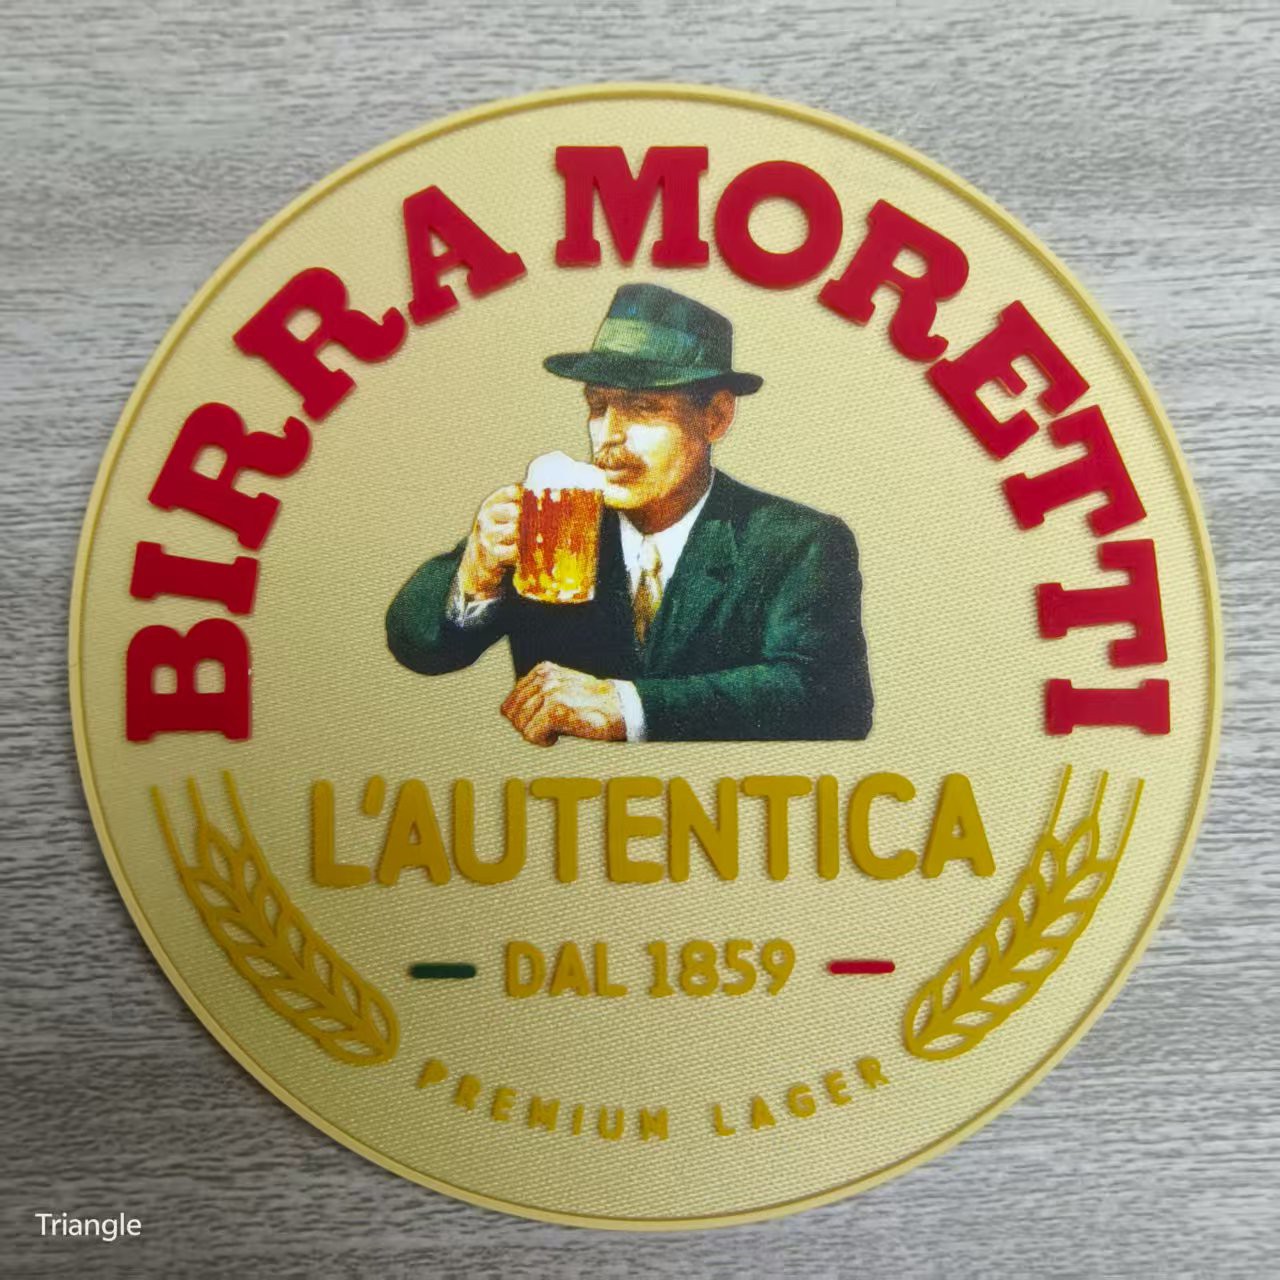 BIRRA MORETTI
L'AUTENTICA
DAL 1859
PREMIUM LAGER
Triangle